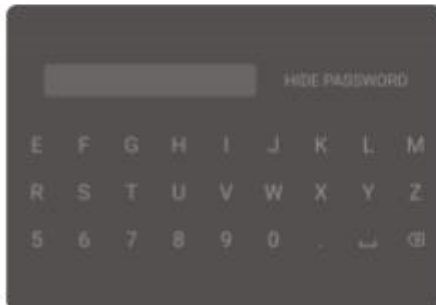 HIDE PASSWORD
E F G H I J K L M
R S T U V W X Y Z
5 6 7 8 9 0 .